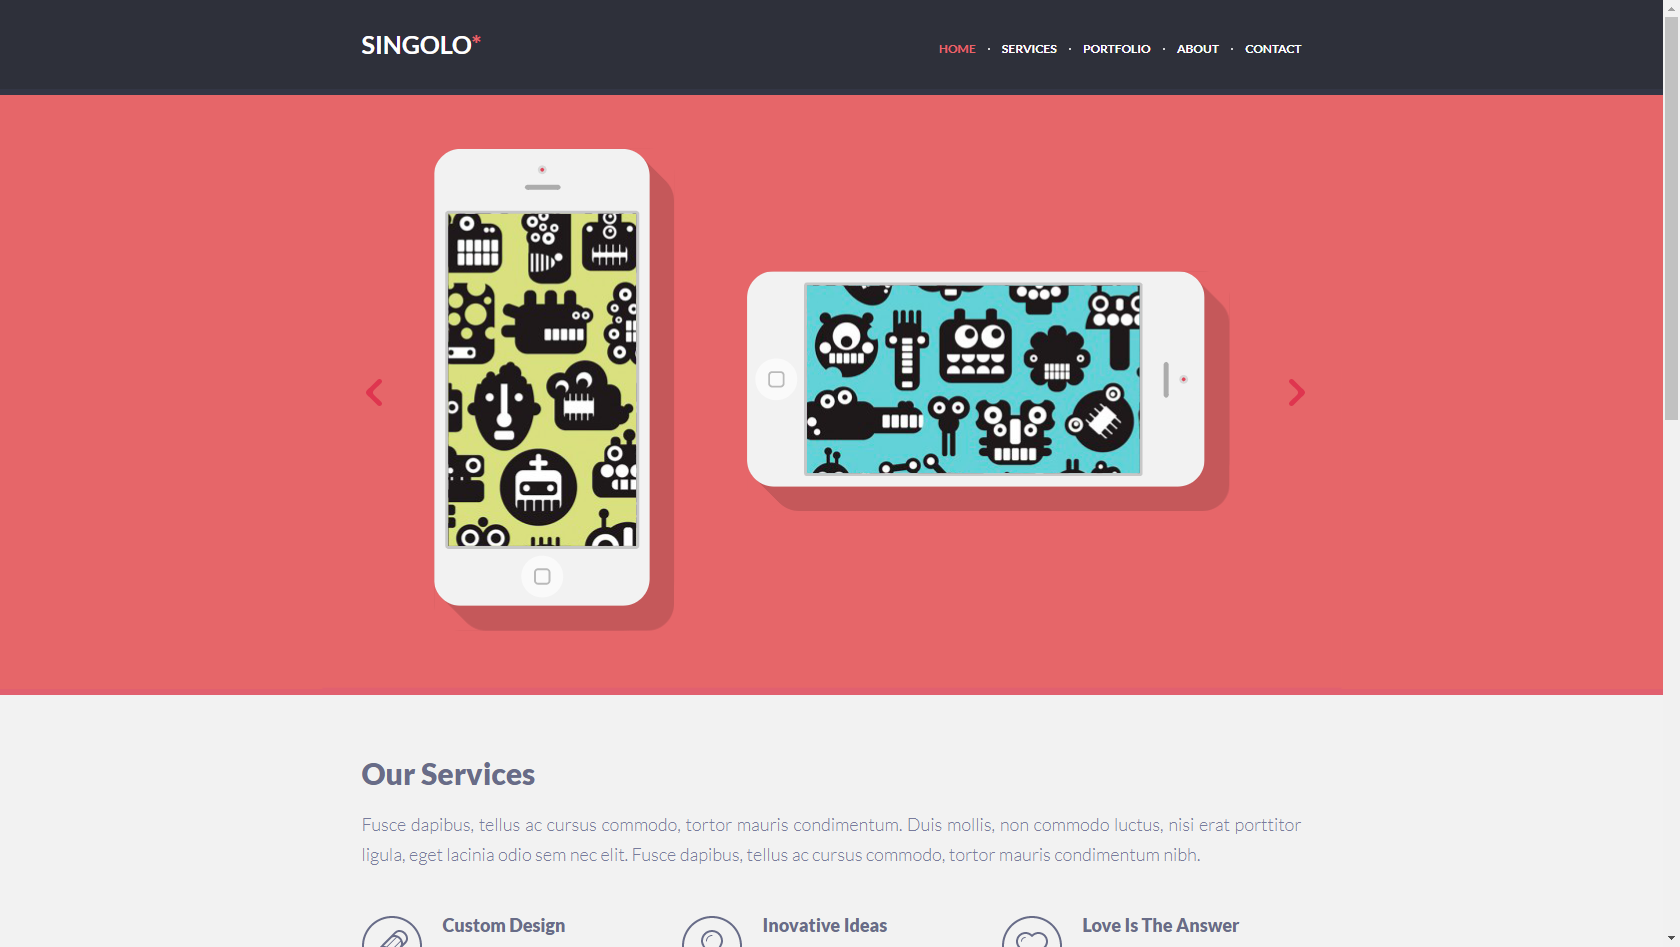 SINGOLO*
HOME · SERVICES · PORTFOLIO · ABOUT · CONTACT
Our Services
Fusce dapibus, tellus ac cursus commodo, tortor mauris condimentum. Duis mollis, non commodo luctus, nisi erat porttitor
ligula, eget lacinia odio sem nec elit. Fusce dapibus, tellus ac cursus commodo, tortor mauris condimentum nibh.
Custom Design
Inovative Ideas
Love Is The Answer